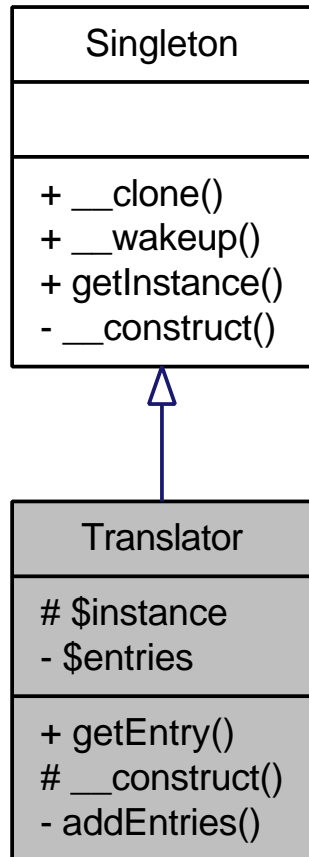 Singleton
+ __clone()
+ __wakeup()
+ getInstance()
- __construct()
Translator
# $instance
- $entries
+ getEntry()
# __construct()
- addEntries()